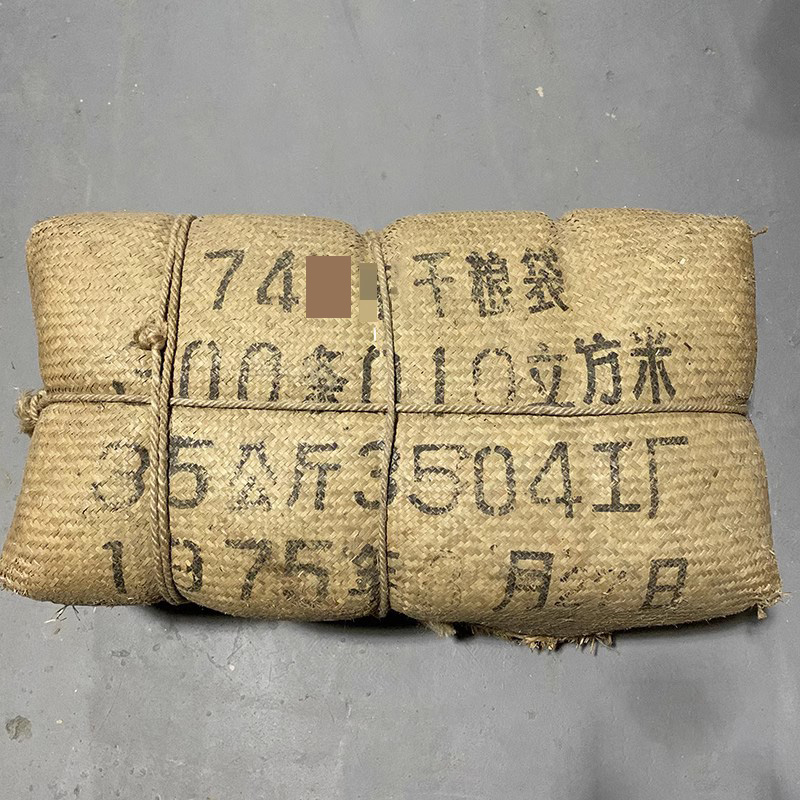 74 干粮袋
00条010立方米
35公斤3504工厂
1975年 月 日